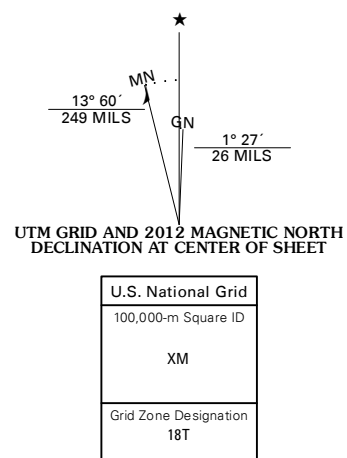 ★
MN
GN
13° 60´
249 MILS
1° 27´
26 MILS
UTM GRID AND 2012 MAGNETIC NORTH
DECLINATION AT CENTER OF SHEET
U.S. National Grid
100,000-m Square ID
XM
Grid Zone Designation
18T